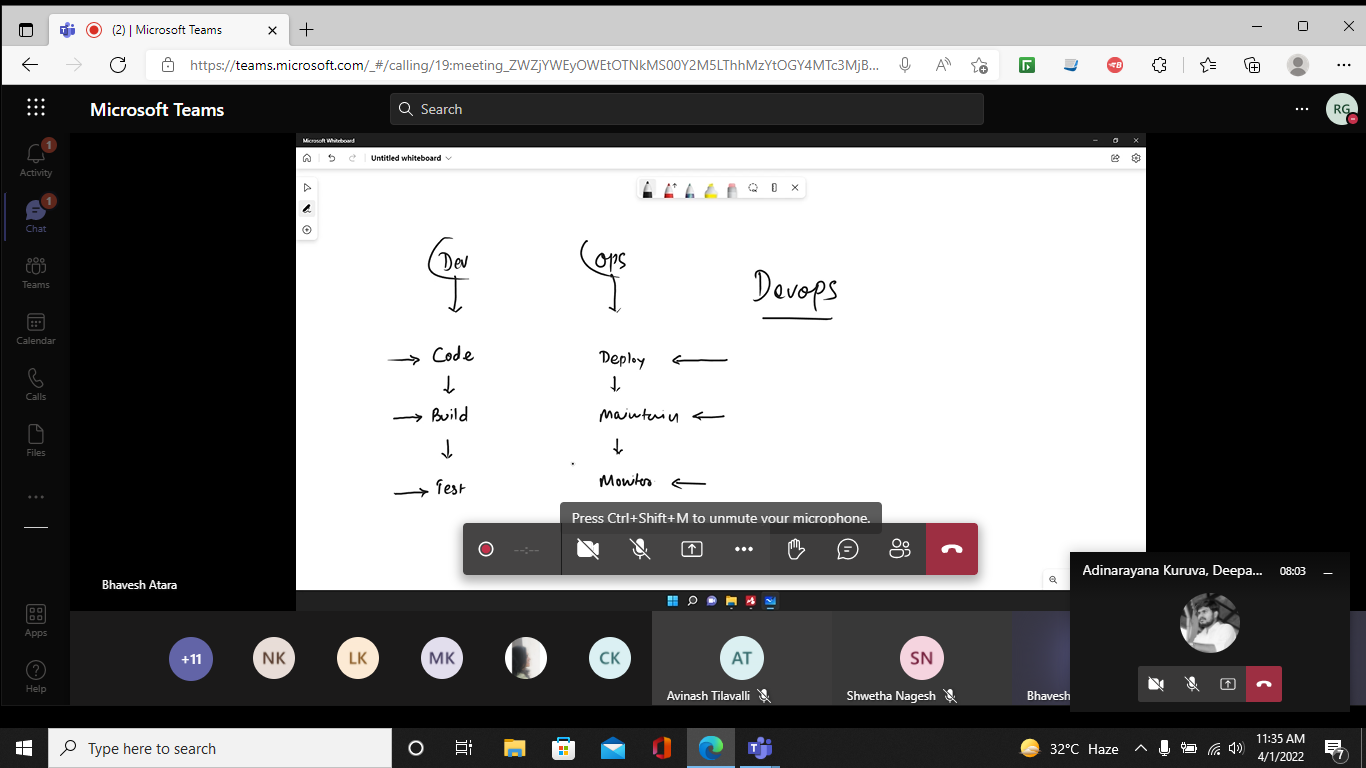 (2) | Microsoft Teams
https://teams.microsoft.com/_#/calling/19:meeting_ZWZjYWEyOWEtOTNkMS00Y2M5LThhMzYtOGY4MTc3MjB...
Microsoft Teams
Search
RG
Activity
1
Chat
1
Teams
Calendar
Calls
Files
Apps
Help
Microsoft Whiteboard
Untitled whiteboard
Dev
ops
Devops
Code
Deploy
Build
Maintain
Test
Monitor
Press Ctrl+Shift+M to unmute your microphone.
--:--
Bhavesh Atara
Adinarayana Kuruva, Deepa...
08:03
+11
NK
LK
MK
CK
AT
Avinash Tilavalli
SN
Shwetha Nagesh
Bhavesh
Type here to search
32°C Haze
11:35 AM
4/1/2022
7